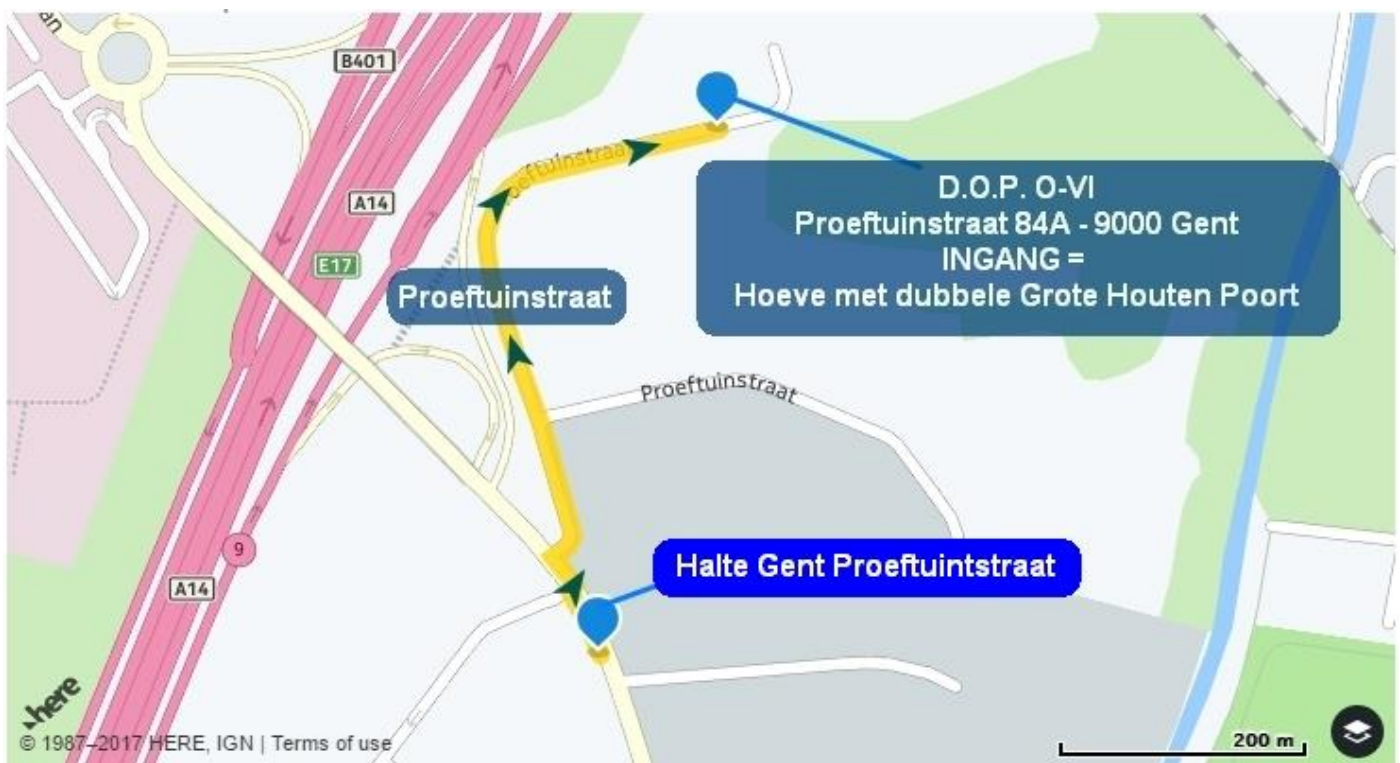 B401
A14
E17
Proeftuinstraat
D.O.P. O-VI
Proeftuinstraat 84A - 9000 Gent
INGANG =
Hoeve met dubbele Grote Houten Poort
Proeftuinstraat
Proeftuinstraat
Halte Gent Proeftuintstraat
9
A14
here
© 1987–2017 HERE, IGN | Terms of use
200 m